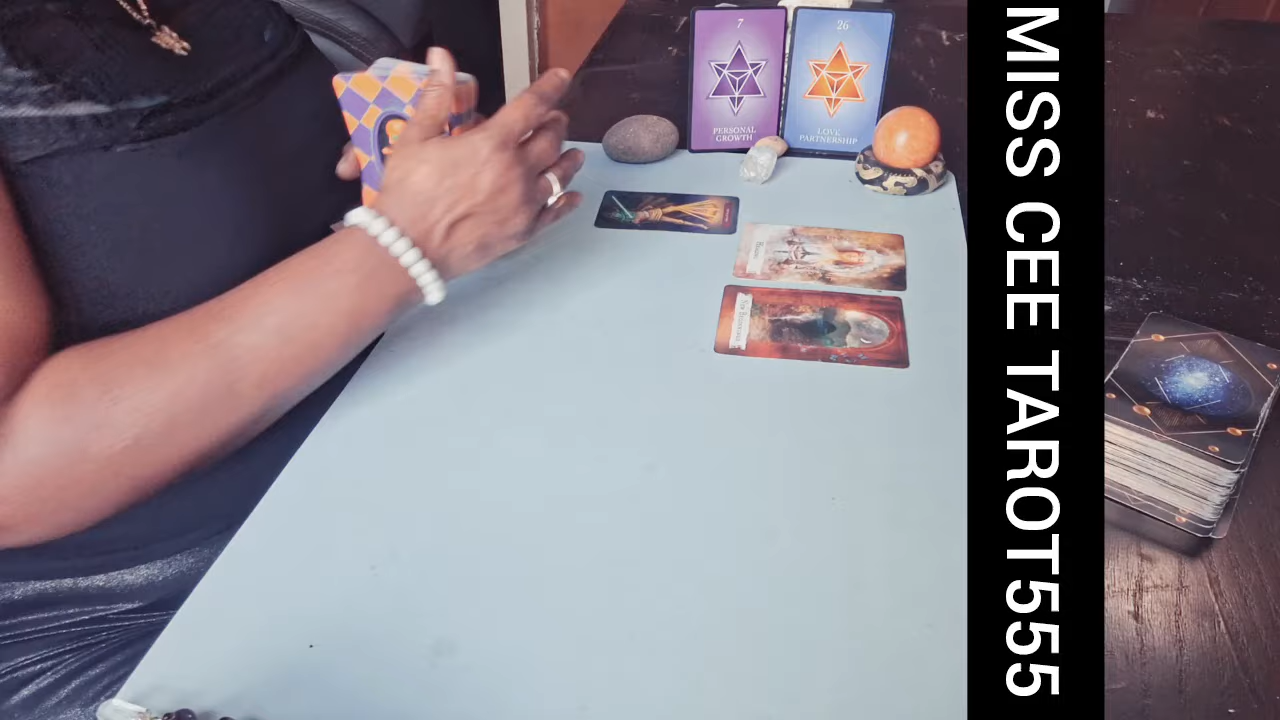 7
PERSONAL
GROWTH
26
LOVE
PARTNERSHIP
MISS CEE TAROT555